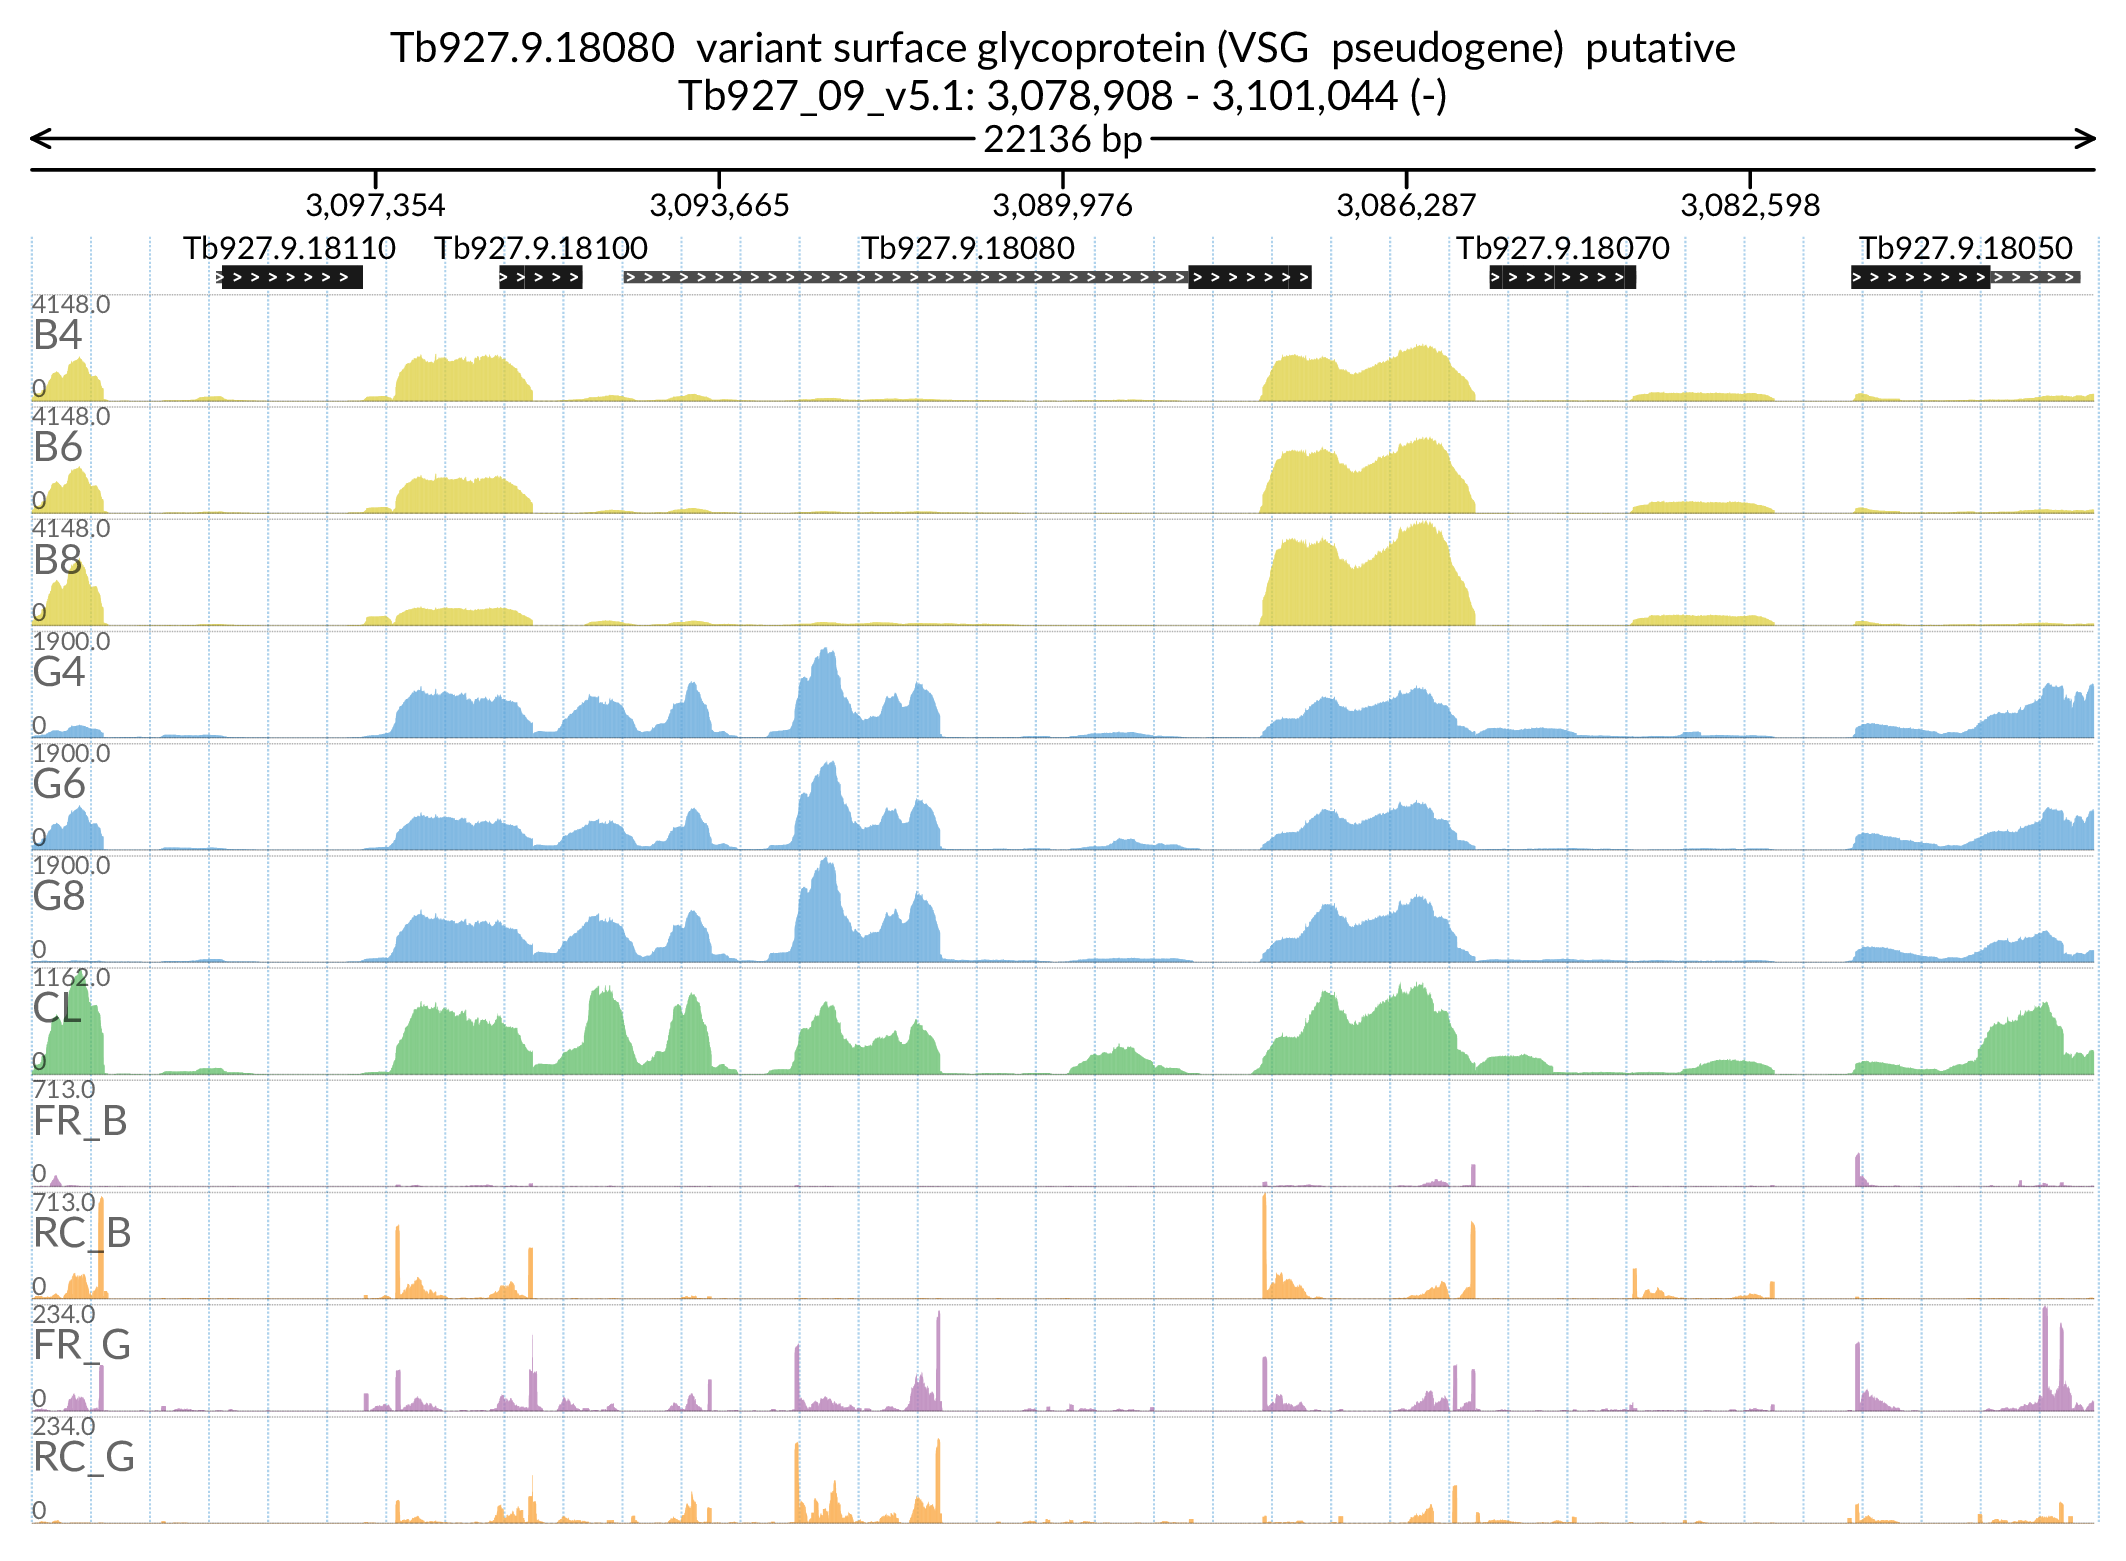 Tb927.9.18080  variant surface glycoprotein (VSG  pseudogene)  putative
Tb927_09_v5.1: 3,078,908 - 3,101,044 (-)
22136 bp
3,097,354 3,093,665 3,089,976 3,086,287 3,082,598
Tb927.9.18110 Tb927.9.18100 Tb927.9.18080 Tb927.9.18070 Tb927.9.18050
4148.0
B4
0
4148.0
B6
0
4148.0
B8
0
1900.0
G4
0
1900.0
G6
0
1900.0
G8
0
1162.0
CL
0
713.0
FR_B
0
713.0
RC_B
0
234.0
FR_G
0
234.0
RC_G
0